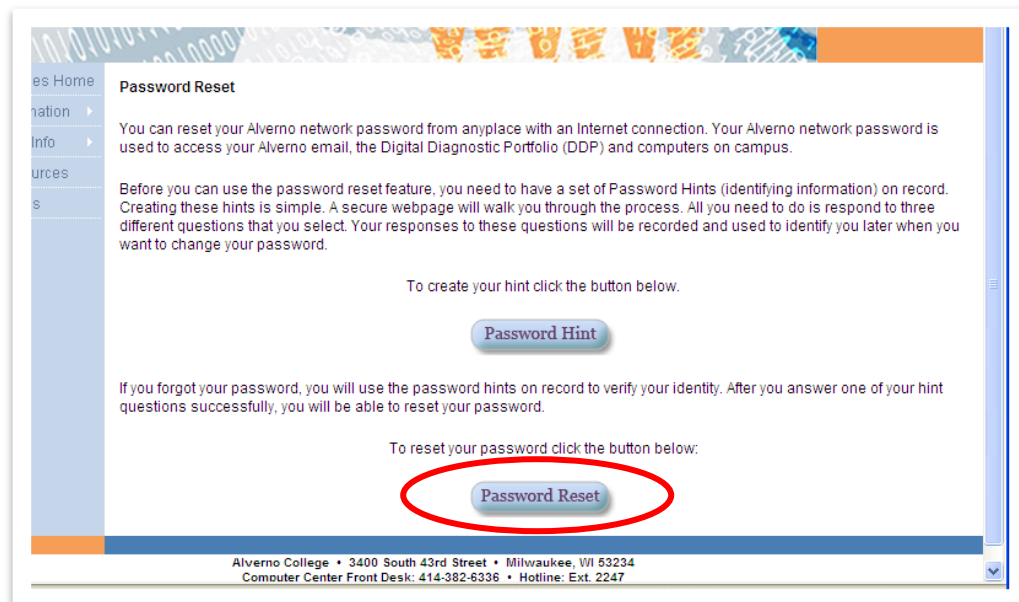 es Home
nation
Info
urces
s
Password Reset
You can reset your Alverno network password from anyplace with an Internet connection. Your Alverno network password is
used to access your Alverno email, the Digital Diagnostic Portfolio (DDP) and computers on campus.
Before you can use the password reset feature, you need to have a set of Password Hints (identifying information) on record.
Creating these hints is simple. A secure webpage will walk you through the process. All you need to do is respond to three
different questions that you select. Your responses to these questions will be recorded and used to identify you later when you
want to change your password.
To create your hint click the button below.
Password Hint
If you forgot your password, you will use the password hints on record to verify your identity. After you answer one of your hint
questions successfully, you will be able to reset your password.
To reset your password click the button below:
Password Reset
Alverno College • 3400 South 43rd Street • Milwaukee, WI 53234
Computer Center Front Desk: 414-382-6336 • Hotline: Ext. 2247